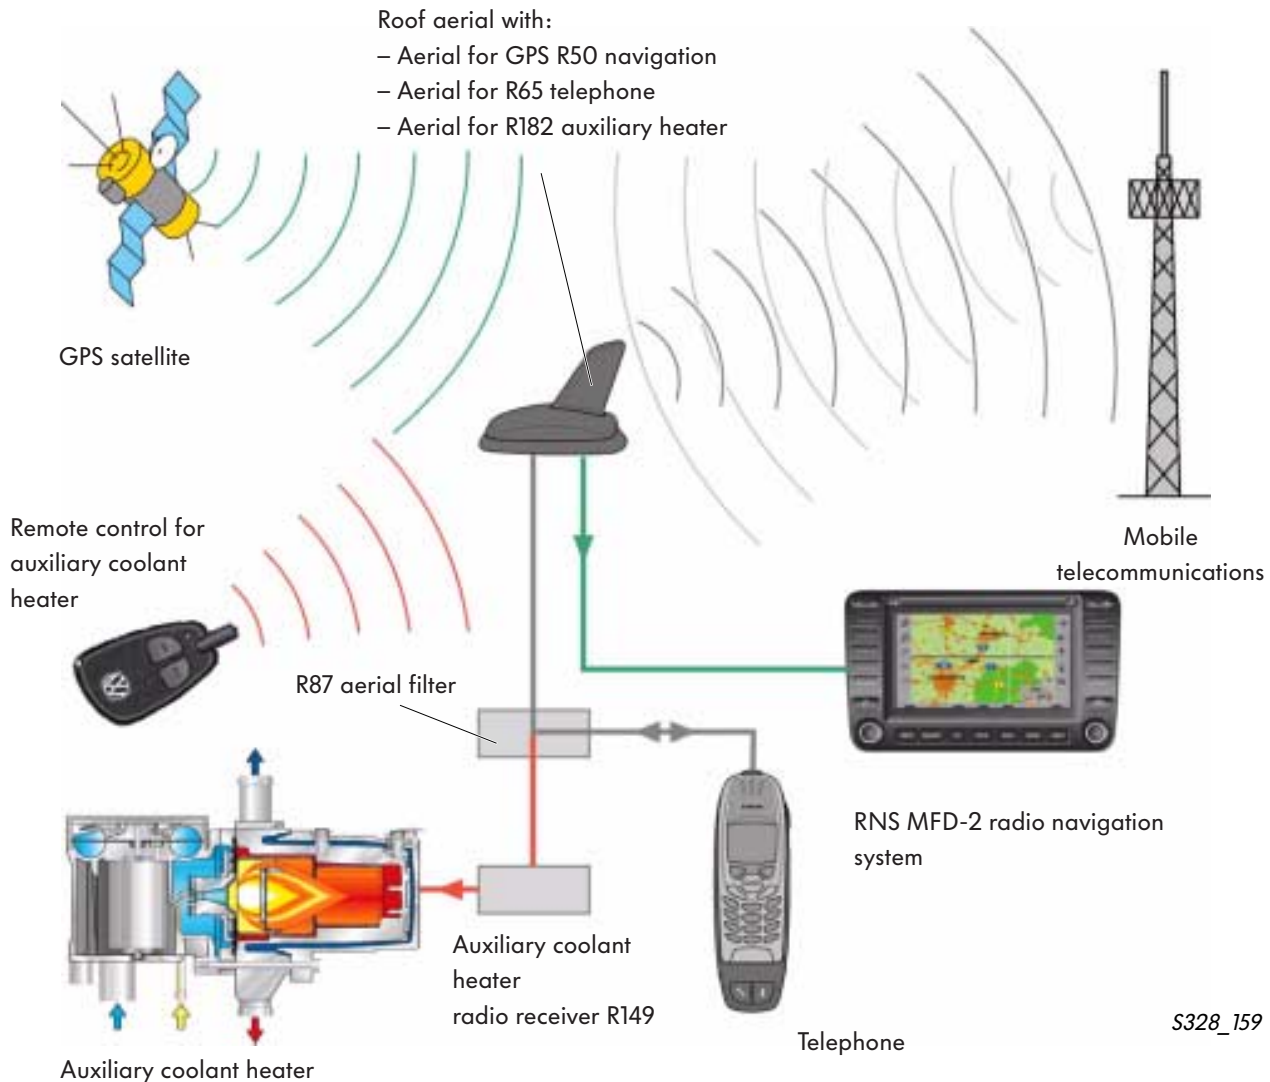 Roof aerial with:
– Aerial for GPS R50 navigation
– Aerial for R65 telephone
– Aerial for R182 auxiliary heater
GPS satellite
Remote control for
auxiliary coolant
heater
Mobile
telecommunications
R87 aerial filter
RNS MFD-2 radio navigation
system
Auxiliary coolant
heater
radio receiver R149
Telephone
S328_159
Auxiliary coolant heater